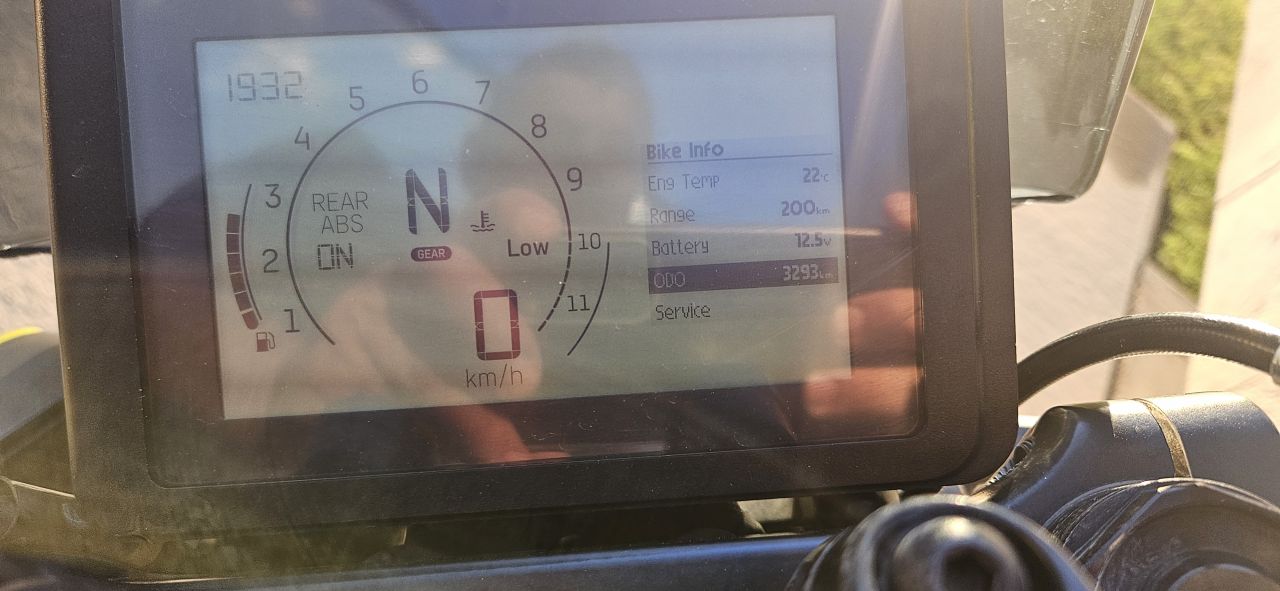 1932
1
2
3
4
5
6
7
8
9
10
11
REAR
ABS
ON
N
GEAR
Low
0
km/h
Bike Info
Eng Temp 22°C
Range 200km
Battery 12.5v
ODO 3293km
Service